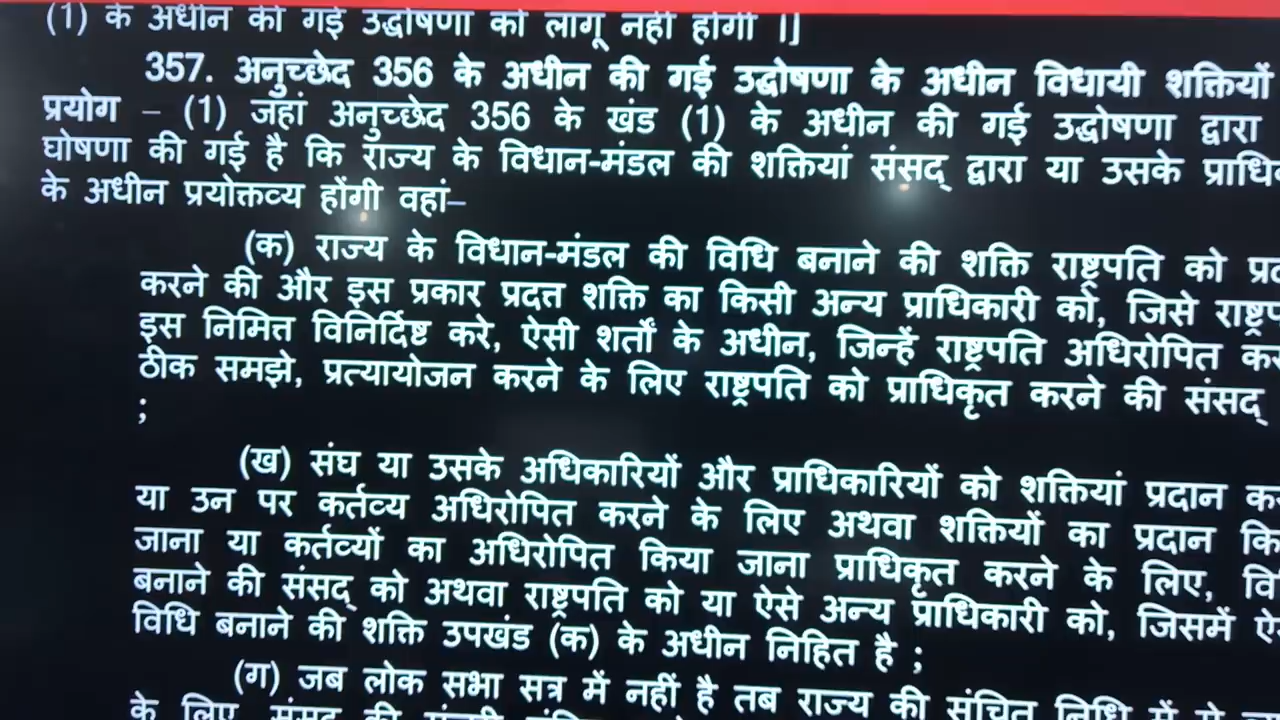 (1) के अधीन की गई उद्घोषणा को लागू नहीं होगी ।]
357. अनुच्छेद 356 के अधीन की गई उद्घोषणा के अधीन विधायी शक्तियों
प्रयोग – (1) जहां अनुच्छेद 356 के खंड (1) के अधीन की गई उद्घोषणा द्वारा
घोषणा की गई है कि राज्य के विधान-मंडल की शक्तियां संसद् द्वारा या उसके
के अधीन प्रयोक्तव्य होंगी वहां–
(क) राज्य के विधान-मंडल की विधि बनाने की शक्ति राष्ट्रपति को
करने की और इस प्रकार प्रदत्त शक्ति का किसी अन्य प्राधिकारी को, जिसे
इस निमित्त विनिर्दिष्ट करे, ऐसी शर्तों के अधीन, जिन्हें राष्ट्रपति अधिरोपित
ठीक समझे, प्रत्यायोजन करने के लिए राष्ट्रपति को प्राधिकृत करने की संसद्
;
(ख) संघ या उसके अधिकारियों और प्राधिकारियों को शक्तियां प्रदान
या उन पर कर्तव्य अधिरोपित करने के लिए अथवा शक्तियों का प्रदान
जाना या कर्तव्यों का अधिरोपित किया जाना प्राधिकृत करने के लिए,
बनाने की संसद् को अथवा राष्ट्रपति को या ऐसे अन्य प्राधिकारी को, जिसमें
विधि बनाने की शक्ति उपखंड (क) के अधीन निहित है ;
(ग) जब लोक सभा सत्र में नहीं है तब राज्य की संचित निधि में से
के लिए संसद की मंजूरी